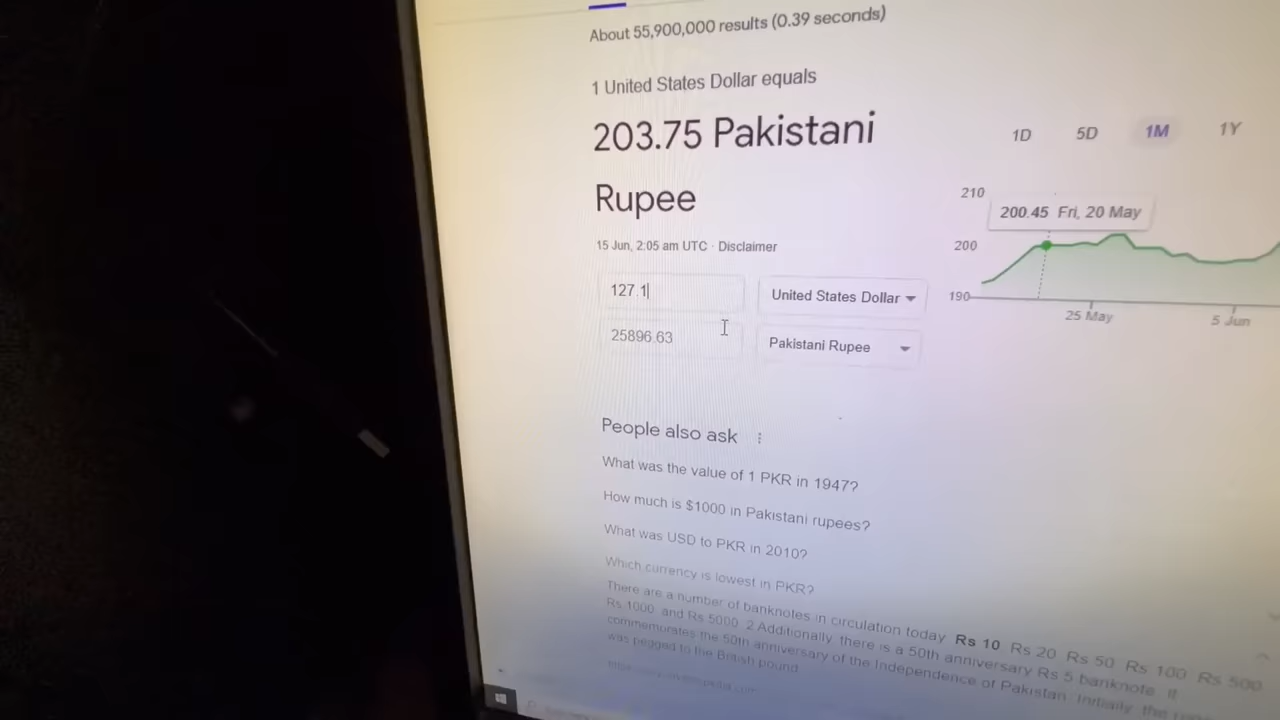 About 55,900,000 results (0.39 seconds)
1 United States Dollar equals
203.75 Pakistani
Rupee
15 Jun, 2:05 am UTC · Disclaimer
127.1
United States Dollar
25896.63
Pakistani Rupee
1D 5D 1M 1Y
210
200.45 Fri, 20 May
200
190
25 May
5 Jun
People also ask
What was the value of 1 PKR in 1947?
How much is $1000 in Pakistani rupees?
What was USD to PKR in 2010?
Which currency is lowest in PKR?
There are a number of banknotes in circulation today Rs 10 Rs 20 Rs 50 Rs 100 Rs 500
Rs 1000 and Rs 5000 2 Additionally there is a 50th anniversary Rs 5 banknote It
commemorates the 50th anniversary of the Independence of Pakistan Initially the
was pegged to the British pound